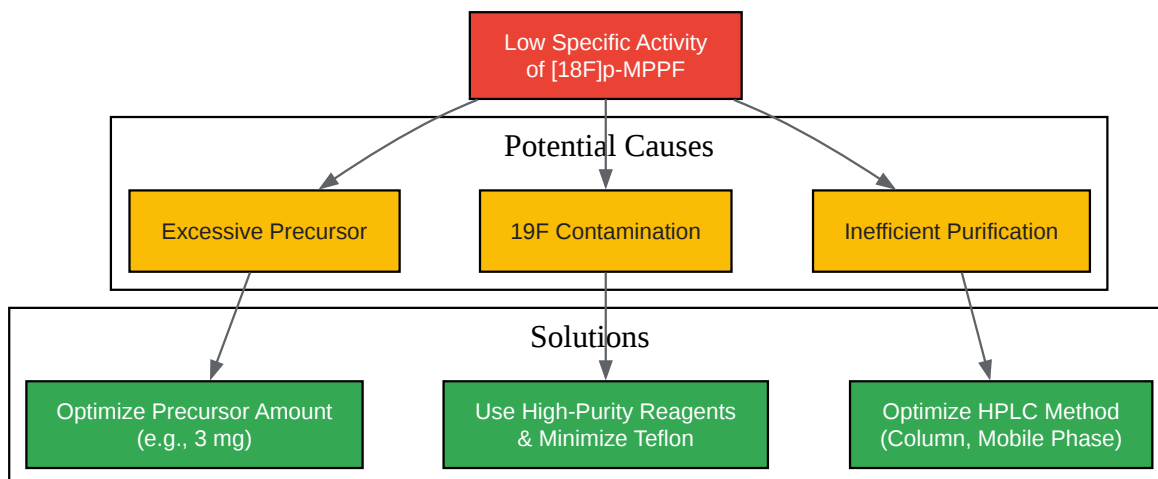 Low Specific Activity
of [18F]p-MPPF
Potential Causes
Excessive Precursor
19F Contamination
Inefficient Purification
Solutions
Optimize Precursor Amount
(e.g., 3 mg)
Use High-Purity Reagents
& Minimize Teflon
Optimize HPLC Method
(Column, Mobile Phase)